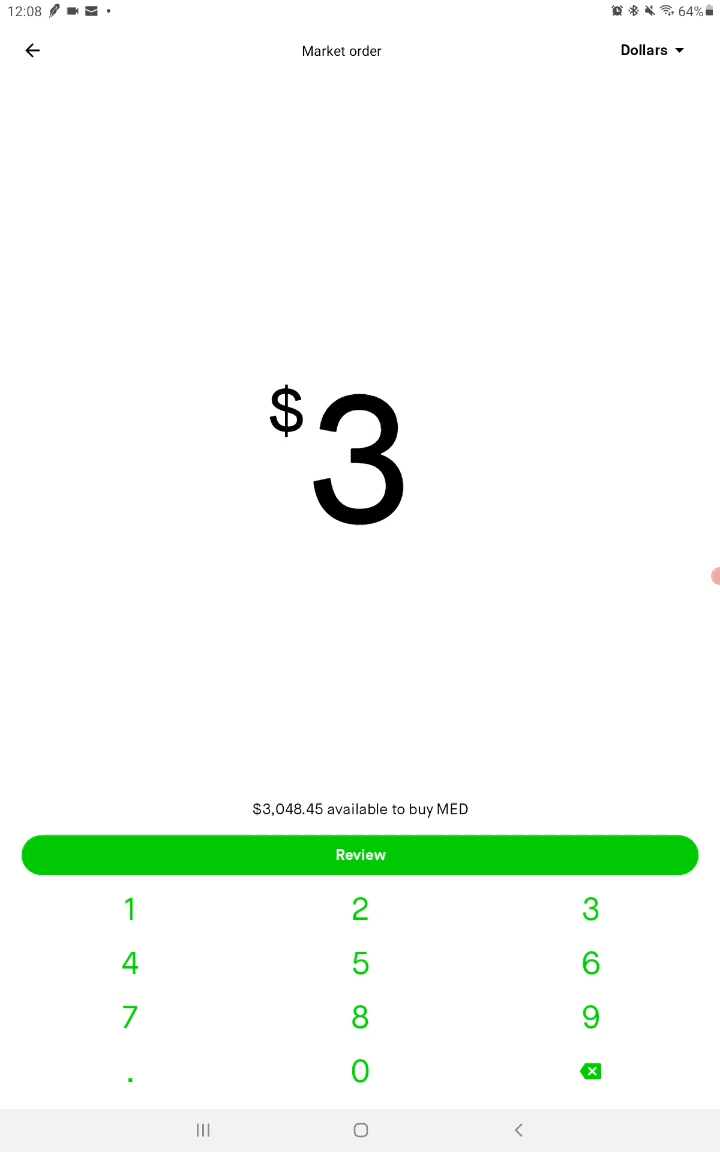 12:08 64%
Market order Dollars
$3
$3,048.45 available to buy MED
Review
1 2 3
4 5 6
7 8 9
. 0